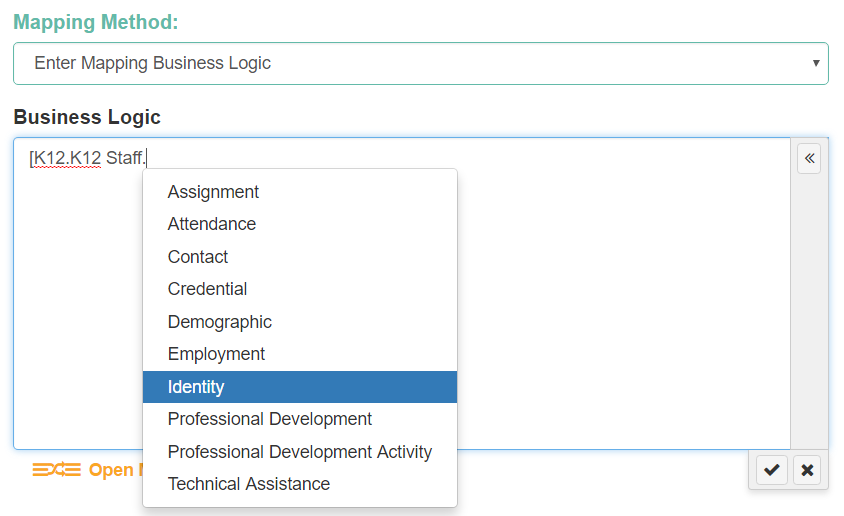 Mapping Method:
Enter Mapping Business Logic
Business Logic
[K12.K12 Staff.
Assignment
Attendance
Contact
Credential
Demographic
Employment
Identity
Professional Development
Professional Development Activity
Technical Assistance
Open